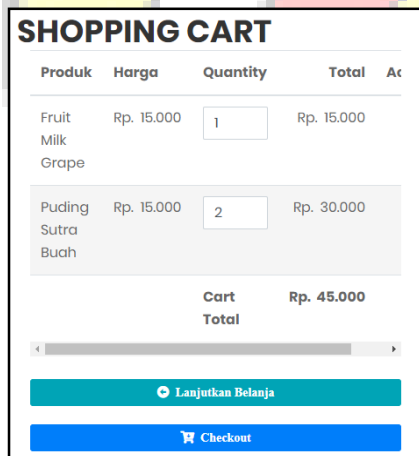 SHOPPING CART
Produk Harga Quantity Total Ac
Fruit Milk Grape Rp. 15.000 1 Rp. 15.000
Puding Sutra Buah Rp. 15.000 2 Rp. 30.000
Cart Total Rp. 45.000
Lanjutkan Belanja
Checkout